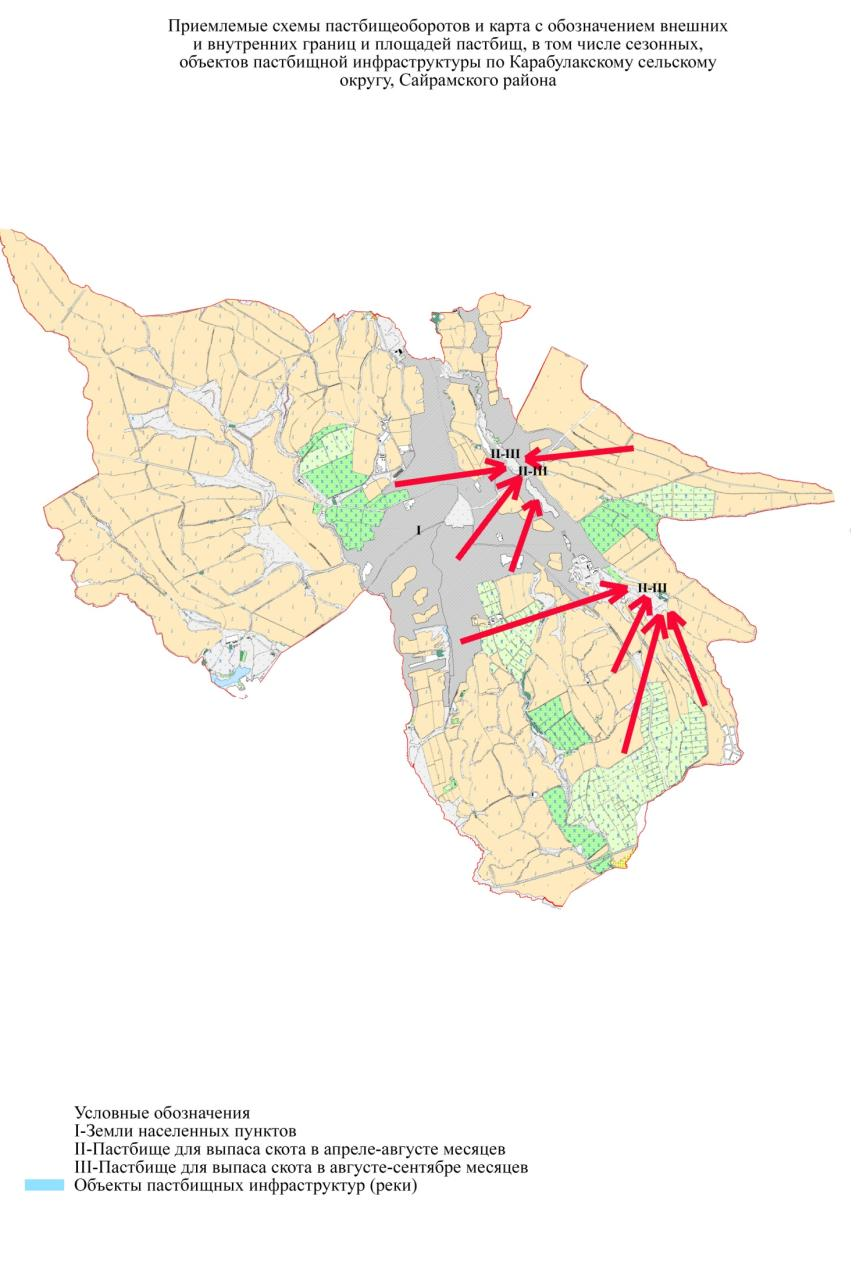 Приемлемые схемы пастбищеоборотов и карта с обозначением внешних
и внутренних границ и площадей пастбищ, в том числе сезонных,
объектов пастбищной инфраструктуры по Карабулакскому сельскому
округу, Сайрамского района
II-III
II-III
I
II-III
Условные обозначения
I-Земли населенных пунктов
II-Пастбище для выпаса скота в апреле-августе месяцев
III-Пастбище для выпаса скота в августе-сентябре месяцев
Объекты пастбищных инфраструктур (реки)